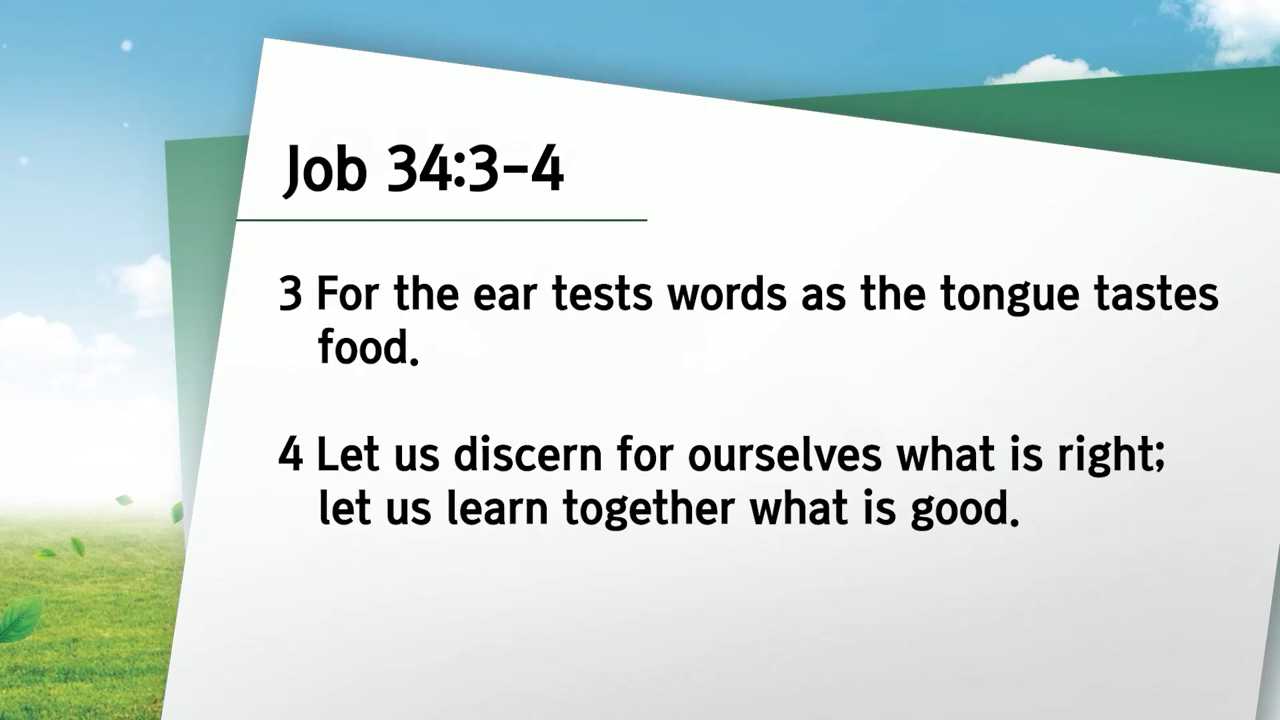 Job 34:3-4
3 For the ear tests words as the tongue tastes
food.
4 Let us discern for ourselves what is right;
let us learn together what is good.